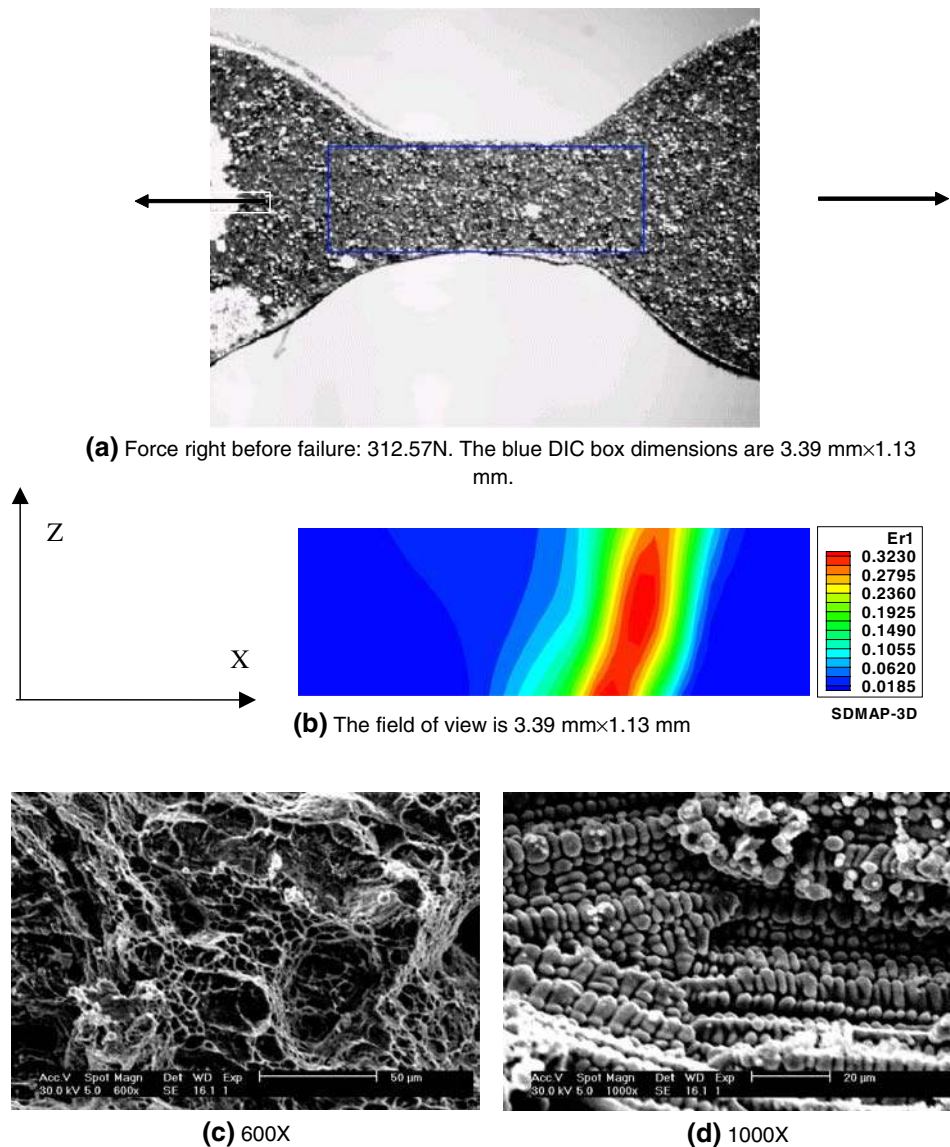 (a) Force right before failure: 312.57N. The blue DIC box dimensions are 3.39 mm×1.13
mm.
Z
X
Er1
0.3230
0.2795
0.2360
0.1925
0.1490
0.1055
0.0620
0.0185
SDMAP-3D
(b) The field of view is 3.39 mm×1.13 mm
Acc.V Spot Magn Det WD Exp 50 µm
30.0 kV 5.0 600x SE 16.1 1
Acc.V Spot Magn Det WD Exp 20 µm
30.0 kV 5.0 1000x SE 16.1 1
(c) 600X
(d) 1000X